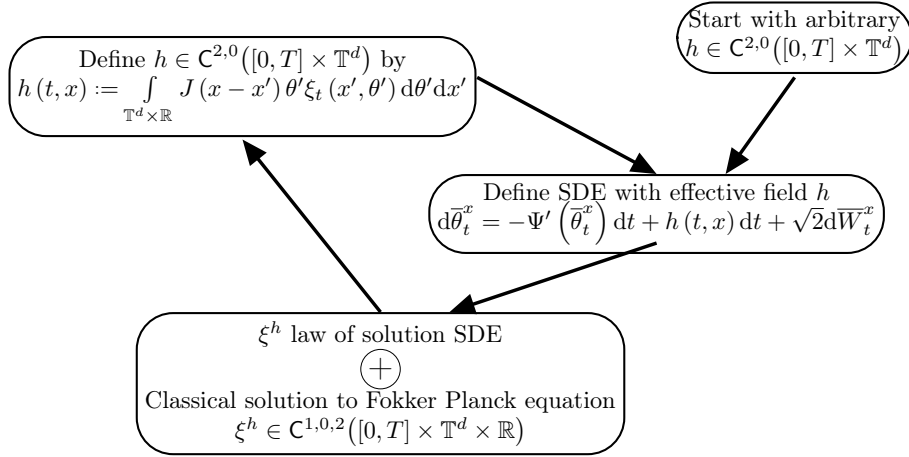 Start with arbitrary
h ∈ C^{2,0}([0, T] × 𝕋^d)
Define h ∈ C^{2,0}([0, T] × 𝕋^d) by
h (t, x) := ∫_{𝕋^d×ℝ} J (x − x′) θ′ξ_t (x′, θ′) dθ′dx′
Define SDE with effective field h
dθ̅_t^x = −Ψ′ (θ̅_t^x) dt + h (t, x) dt + √2dW̅_t^x
ξ^h law of solution SDE
+
Classical solution to Fokker Planck equation
ξ^h ∈ C^{1,0,2}([0, T] × 𝕋^d × ℝ)